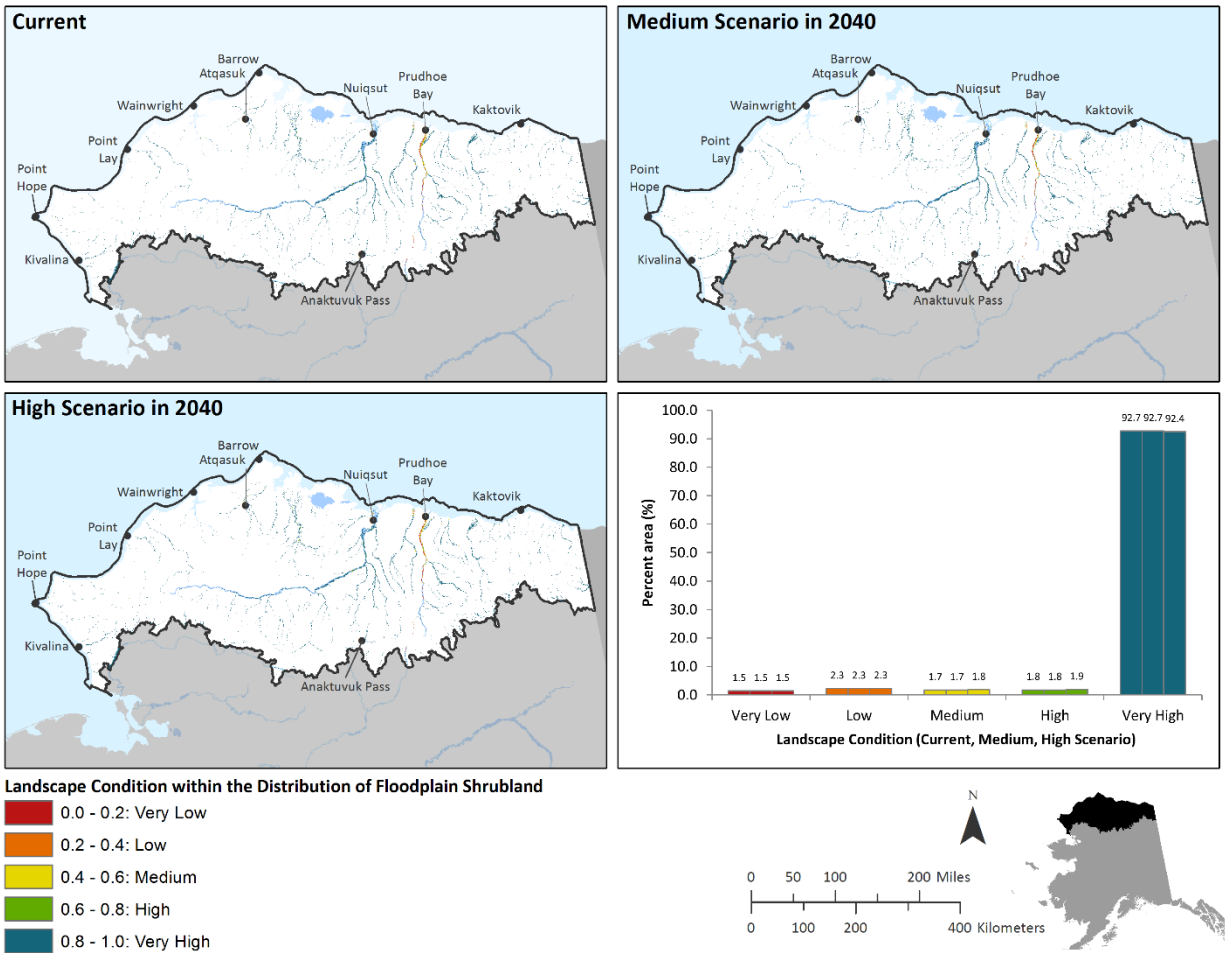 Current
Barrow
Atqasuk
Wainwright
Point
Lay
Point
Hope
Kivalina
Nuiqsut
Prudhoe
Bay
Kaktovik
Anaktuvuk Pass
Medium Scenario in 2040
Barrow
Atqasuk
Wainwright
Point
Lay
Point
Hope
Kivalina
Nuiqsut
Prudhoe
Bay
Kaktovik
Anaktuvuk Pass
High Scenario in 2040
Barrow
Atqasuk
Wainwright
Point
Lay
Point
Hope
Kivalina
Nuiqsut
Prudhoe
Bay
Kaktovik
Anaktuvuk Pass
Percent area (%)
100.0
90.0
80.0
70.0
60.0
50.0
40.0
30.0
20.0
10.0
0.0
1.5 1.5 1.5
2.3 2.3 2.3
1.7 1.7 1.8
1.8 1.8 1.9
92.7 92.7 92.4
Very Low Low Medium High Very High
Landscape Condition (Current, Medium, High Scenario)
Landscape Condition within the Distribution of Floodplain Shrubland
0.0 - 0.2: Very Low
0.2 - 0.4: Low
0.4 - 0.6: Medium
0.6 - 0.8: High
0.8 - 1.0: Very High
N
0 50 100 200 Miles
0 100 200 400 Kilometers